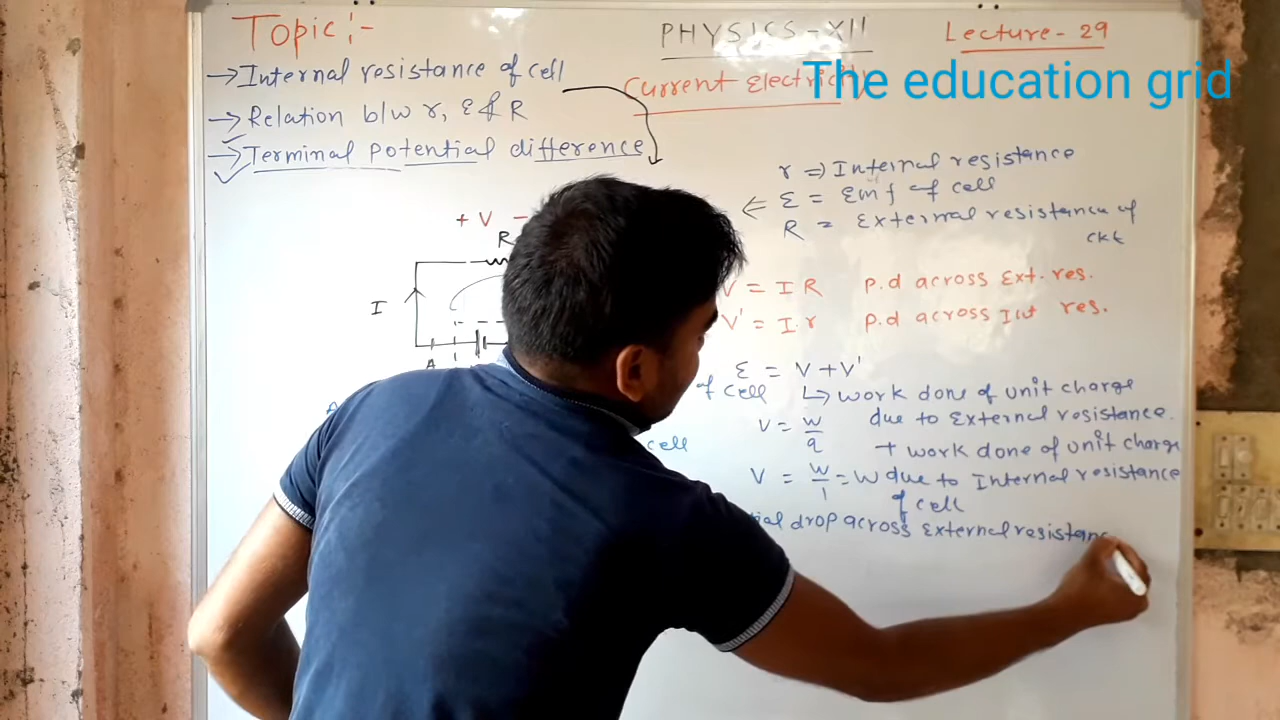 Topic :-
PHYSICS - XII
Lecture - 29
The education grid
→ Internal resistance of cell
Current Electricity
→ Relation b/w r, ε & R
→ Terminal potential difference
r ⇒ Internal resistance
⇐ ε = Emf of cell
R = External resistance of
ckt
+ V -
R
I
A
V = IR p.d across Ext. res.
V' = I.r p.d across Int res.
ε = V + V'
of cell ↳ work done of unit charge
V = w/q due to External resistance.
+ work done of unit charge
cell
V = w/1 = w due to Internal resistance
of cell
drop across External resistanc